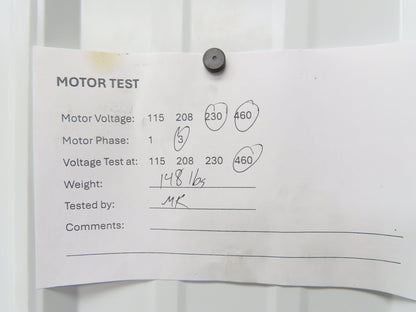 MOTOR TEST
Motor Voltage: 115 208 230 460
Motor Phase: 1 3
Voltage Test at: 115 208 230 460
Weight: 148 lbs
Tested by: MK
Comments: